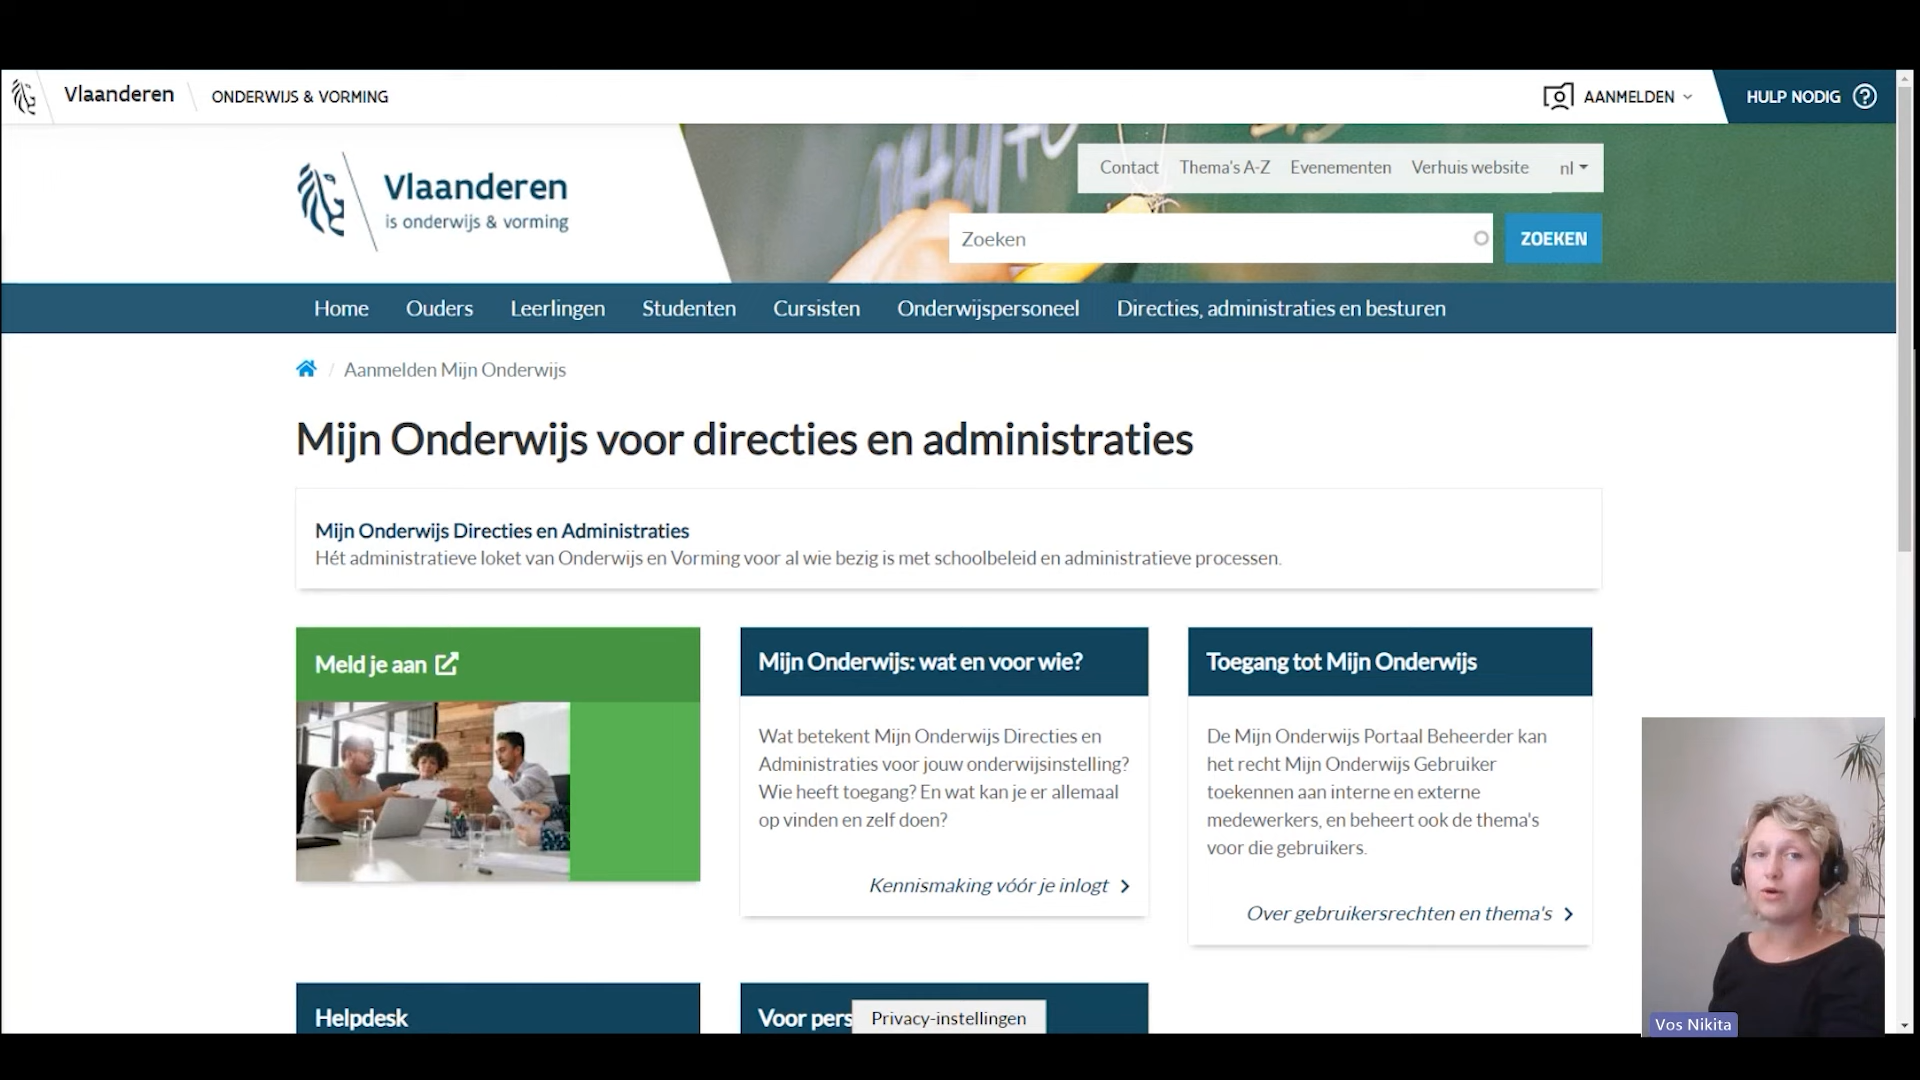 Vlaanderen
ONDERWIJS & VORMING
AANMELDEN
HULP NODIG
Vlaanderen
is onderwijs & vorming
Contact
Thema's A-Z
Evenementen
Verhuis website
nl
Zoeken
ZOEKEN
Home
Ouders
Leerlingen
Studenten
Cursisten
Onderwijspersoneel
Directies, administraties en besturen
/ Aanmelden Mijn Onderwijs
Mijn Onderwijs voor directies en administraties
Mijn Onderwijs Directies en Administraties
Hét administratieve loket van Onderwijs en Vorming voor al wie bezig is met schoolbeleid en administratieve processen.
Meld je aan
Mijn Onderwijs: wat en voor wie?
Wat betekent Mijn Onderwijs Directies en
Administraties voor jouw onderwijsinstelling?
Wie heeft toegang? En wat kan je er allemaal
op vinden en zelf doen?
Kennismaking vóór je inlogt
Toegang tot Mijn Onderwijs
De Mijn Onderwijs Portaal Beheerder kan
het recht Mijn Onderwijs Gebruiker
toekennen aan interne en externe
medewerkers, en beheert ook de thema's
voor die gebruikers.
Over gebruikersrechten en thema's
Helpdesk
Voor pers
Privacy-instellingen
Vos Nikita